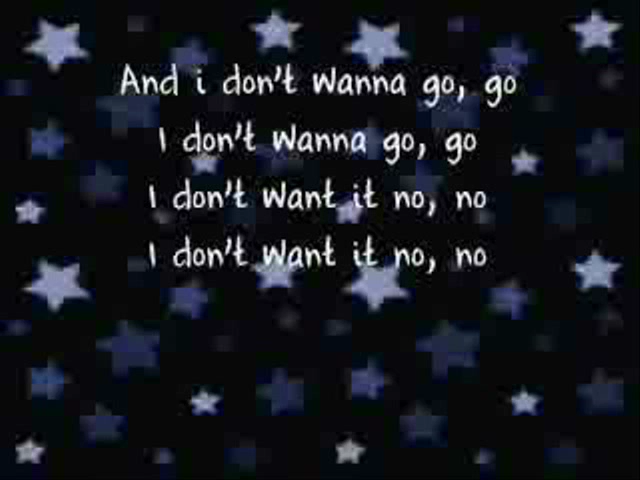 And i don't wanna go, go
I don't wanna go, go
I don't want it no, no
I don't want it no, no